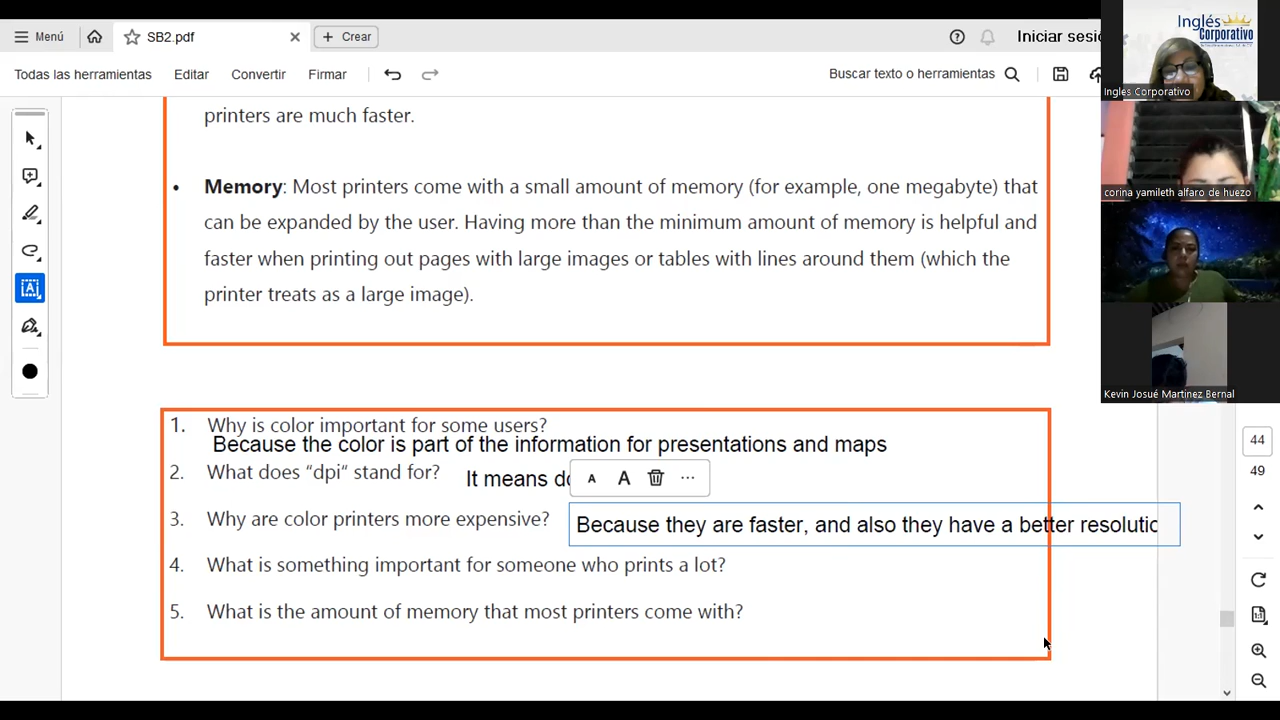 Menú
SB2.pdf
Crear
Iniciar sesió
Todas las herramientas
Editar
Convertir
Firmar
Buscar texto o herramientas
printers are much faster.
• Memory: Most printers come with a small amount of memory (for example, one megabyte) that
can be expanded by the user. Having more than the minimum amount of memory is helpful and
faster when printing out pages with large images or tables with lines around them (which the
printer treats as a large image).
1. Why is color important for some users?
Because the color is part of the information for presentations and maps
2. What does “dpi“ stand for?
It means do
A A ...
3. Why are color printers more expensive?
Because they are faster, and also they have a better resolutic
4. What is something important for someone who prints a lot?
5. What is the amount of memory that most printers come with?
44
49
1:1
Inglés
Corporativo
Ingles Corporativo
corina yamileth alfaro de huezo
Kevin Josué Martinez Bernal